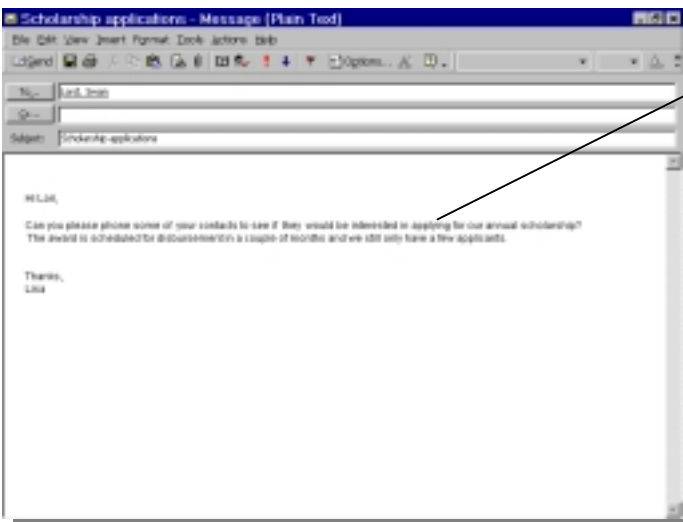 Scholarship applications - Message (Plain Text)
File Edit View Insert Format Tools Actions Help
Send Options...
To...
Cc...
Subject: Scholarship applications
Hi Lori,
Can you please phone some of your contacts to see if they would be interested in applying for our annual scholarship?
The award is scheduled for disbursement in a couple of months and we still only have a few applicants.
Thanks,
Lisa